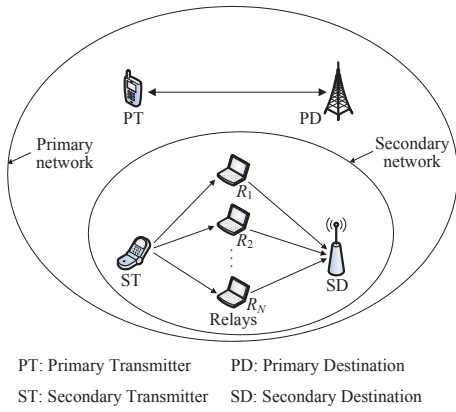 PT
PD
Primary
network
Secondary
network
R1
R2
ST
SD
RN
Relays
PT: Primary Transmitter
PD: Primary Destination
ST: Secondary Transmitter
SD: Secondary Destination